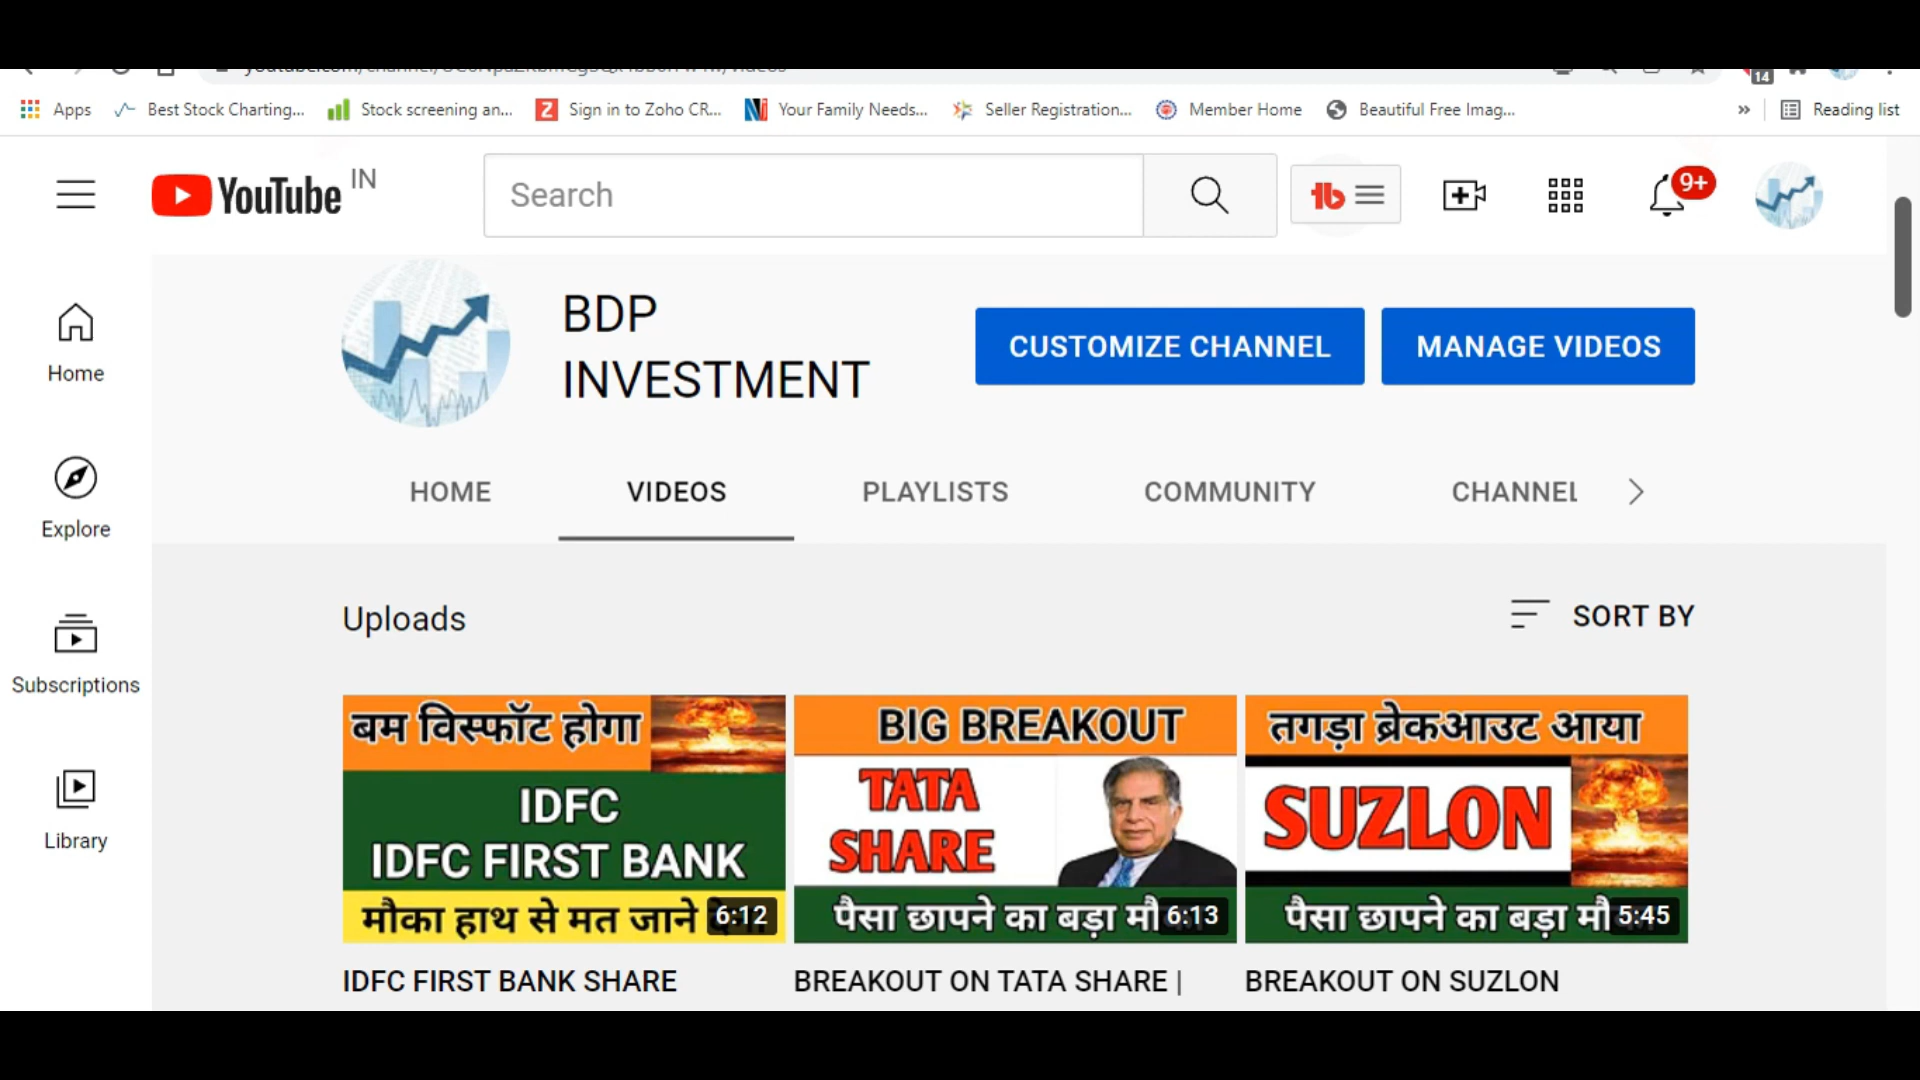 14
Apps
Best Stock Charting...
Stock screening an...
Sign in to Zoho CR...
Your Family Needs...
Seller Registration...
Member Home
Beautiful Free Imag...
»
Reading list
YouTube IN
Search
9+
BDP
INVESTMENT
CUSTOMIZE CHANNEL
MANAGE VIDEOS
Home
Explore
Subscriptions
Library
HOME
VIDEOS
PLAYLISTS
COMMUNITY
CHANNEL
Uploads
SORT BY
बम विस्फॉट होगा
IDFC
IDFC FIRST BANK
मौका हाथ से मत जाने
6:12
BIG BREAKOUT
TATA
SHARE
पैसा छापने का बड़ा
6:13
तगड़ा ब्रेकआउट आया
SUZLON
पैसा छापने का बड़ा
5:45
IDFC FIRST BANK SHARE
BREAKOUT ON TATA SHARE |
BREAKOUT ON SUZLON